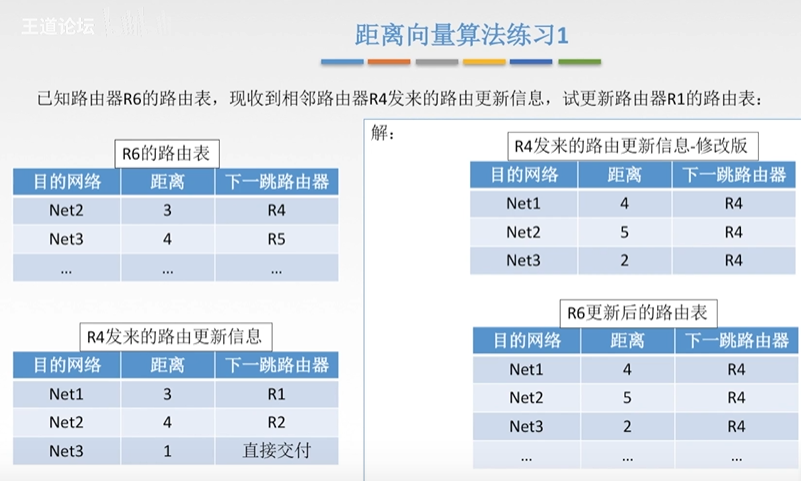 王道论坛
距离向量算法练习1
已知路由器R6的路由表，现收到相邻路由器R4发来的路由更新信息，试更新路由器R1的路由表：
R6的路由表
目的网络 距离 下一跳路由器
Net2 3 R4
Net3 4 R5
... ... ...
R4发来的路由更新信息
目的网络 距离 下一跳路由器
Net1 3 R1
Net2 4 R2
Net3 1 直接交付
解：
R4发来的路由更新信息-修改版
目的网络 距离 下一跳路由器
Net1 4 R4
Net2 5 R4
Net3 2 R4
R6更新后的路由表
目的网络 距离 下一跳路由器
Net1 4 R4
Net2 5 R4
Net3 2 R4
... ... ...